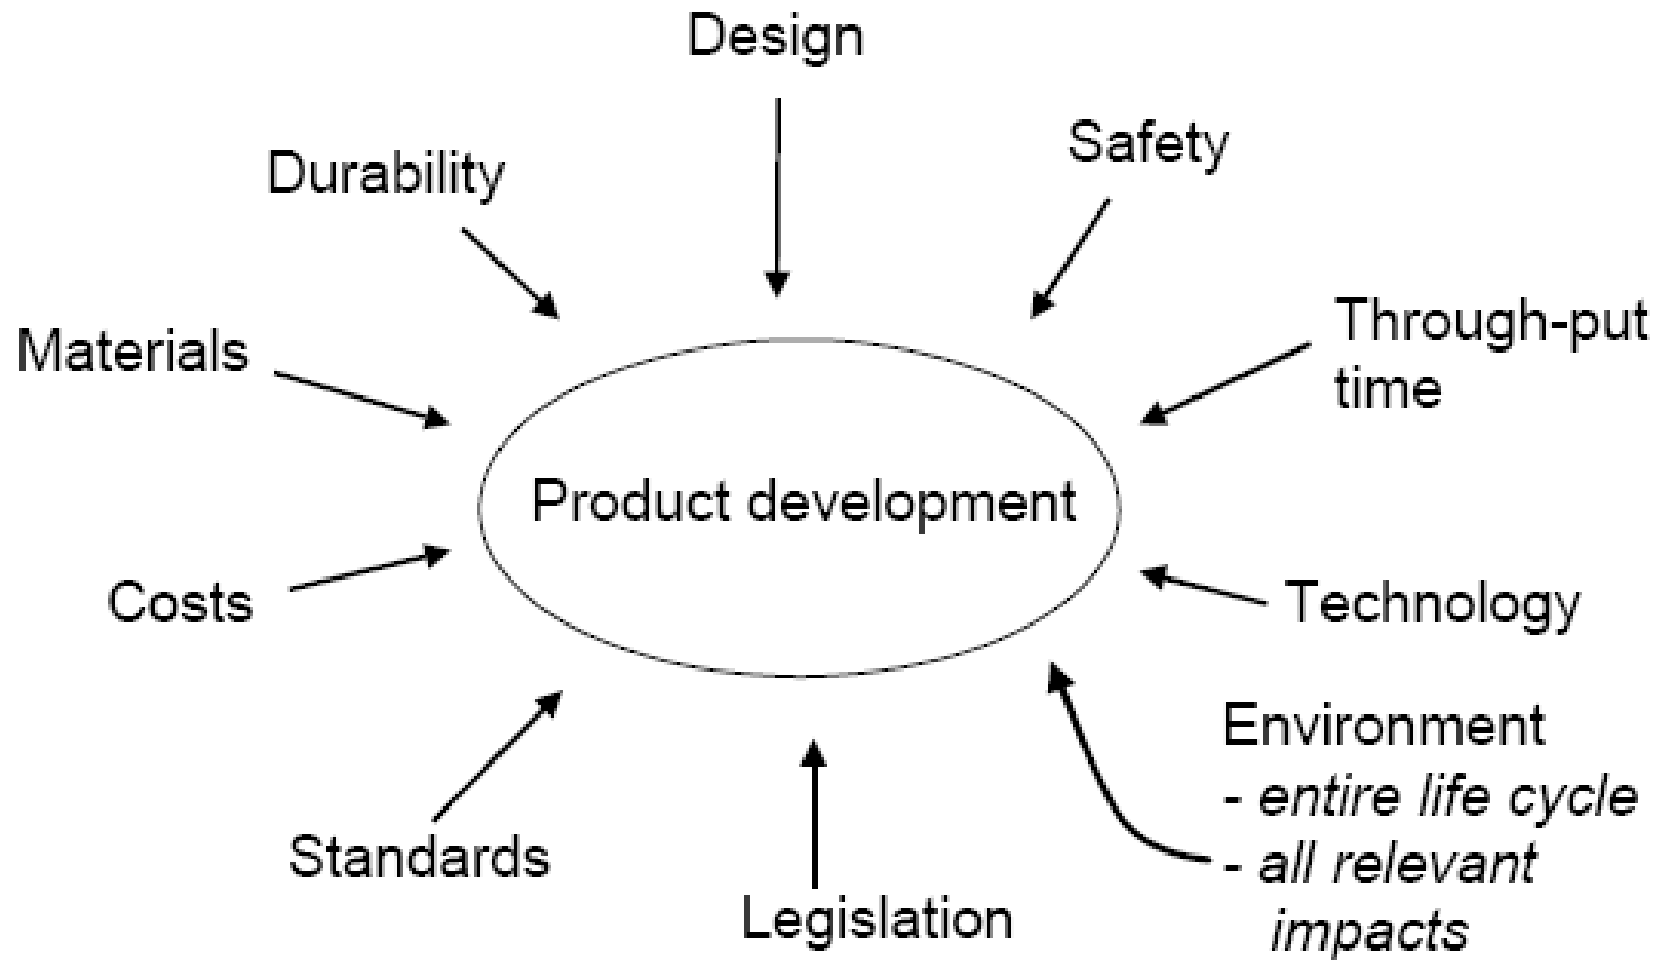 Design
Safety
Durability
Through-put
time
Materials
Product development
Costs
Technology
Environment
- entire life cycle
- all relevant
impacts
Standards
Legislation